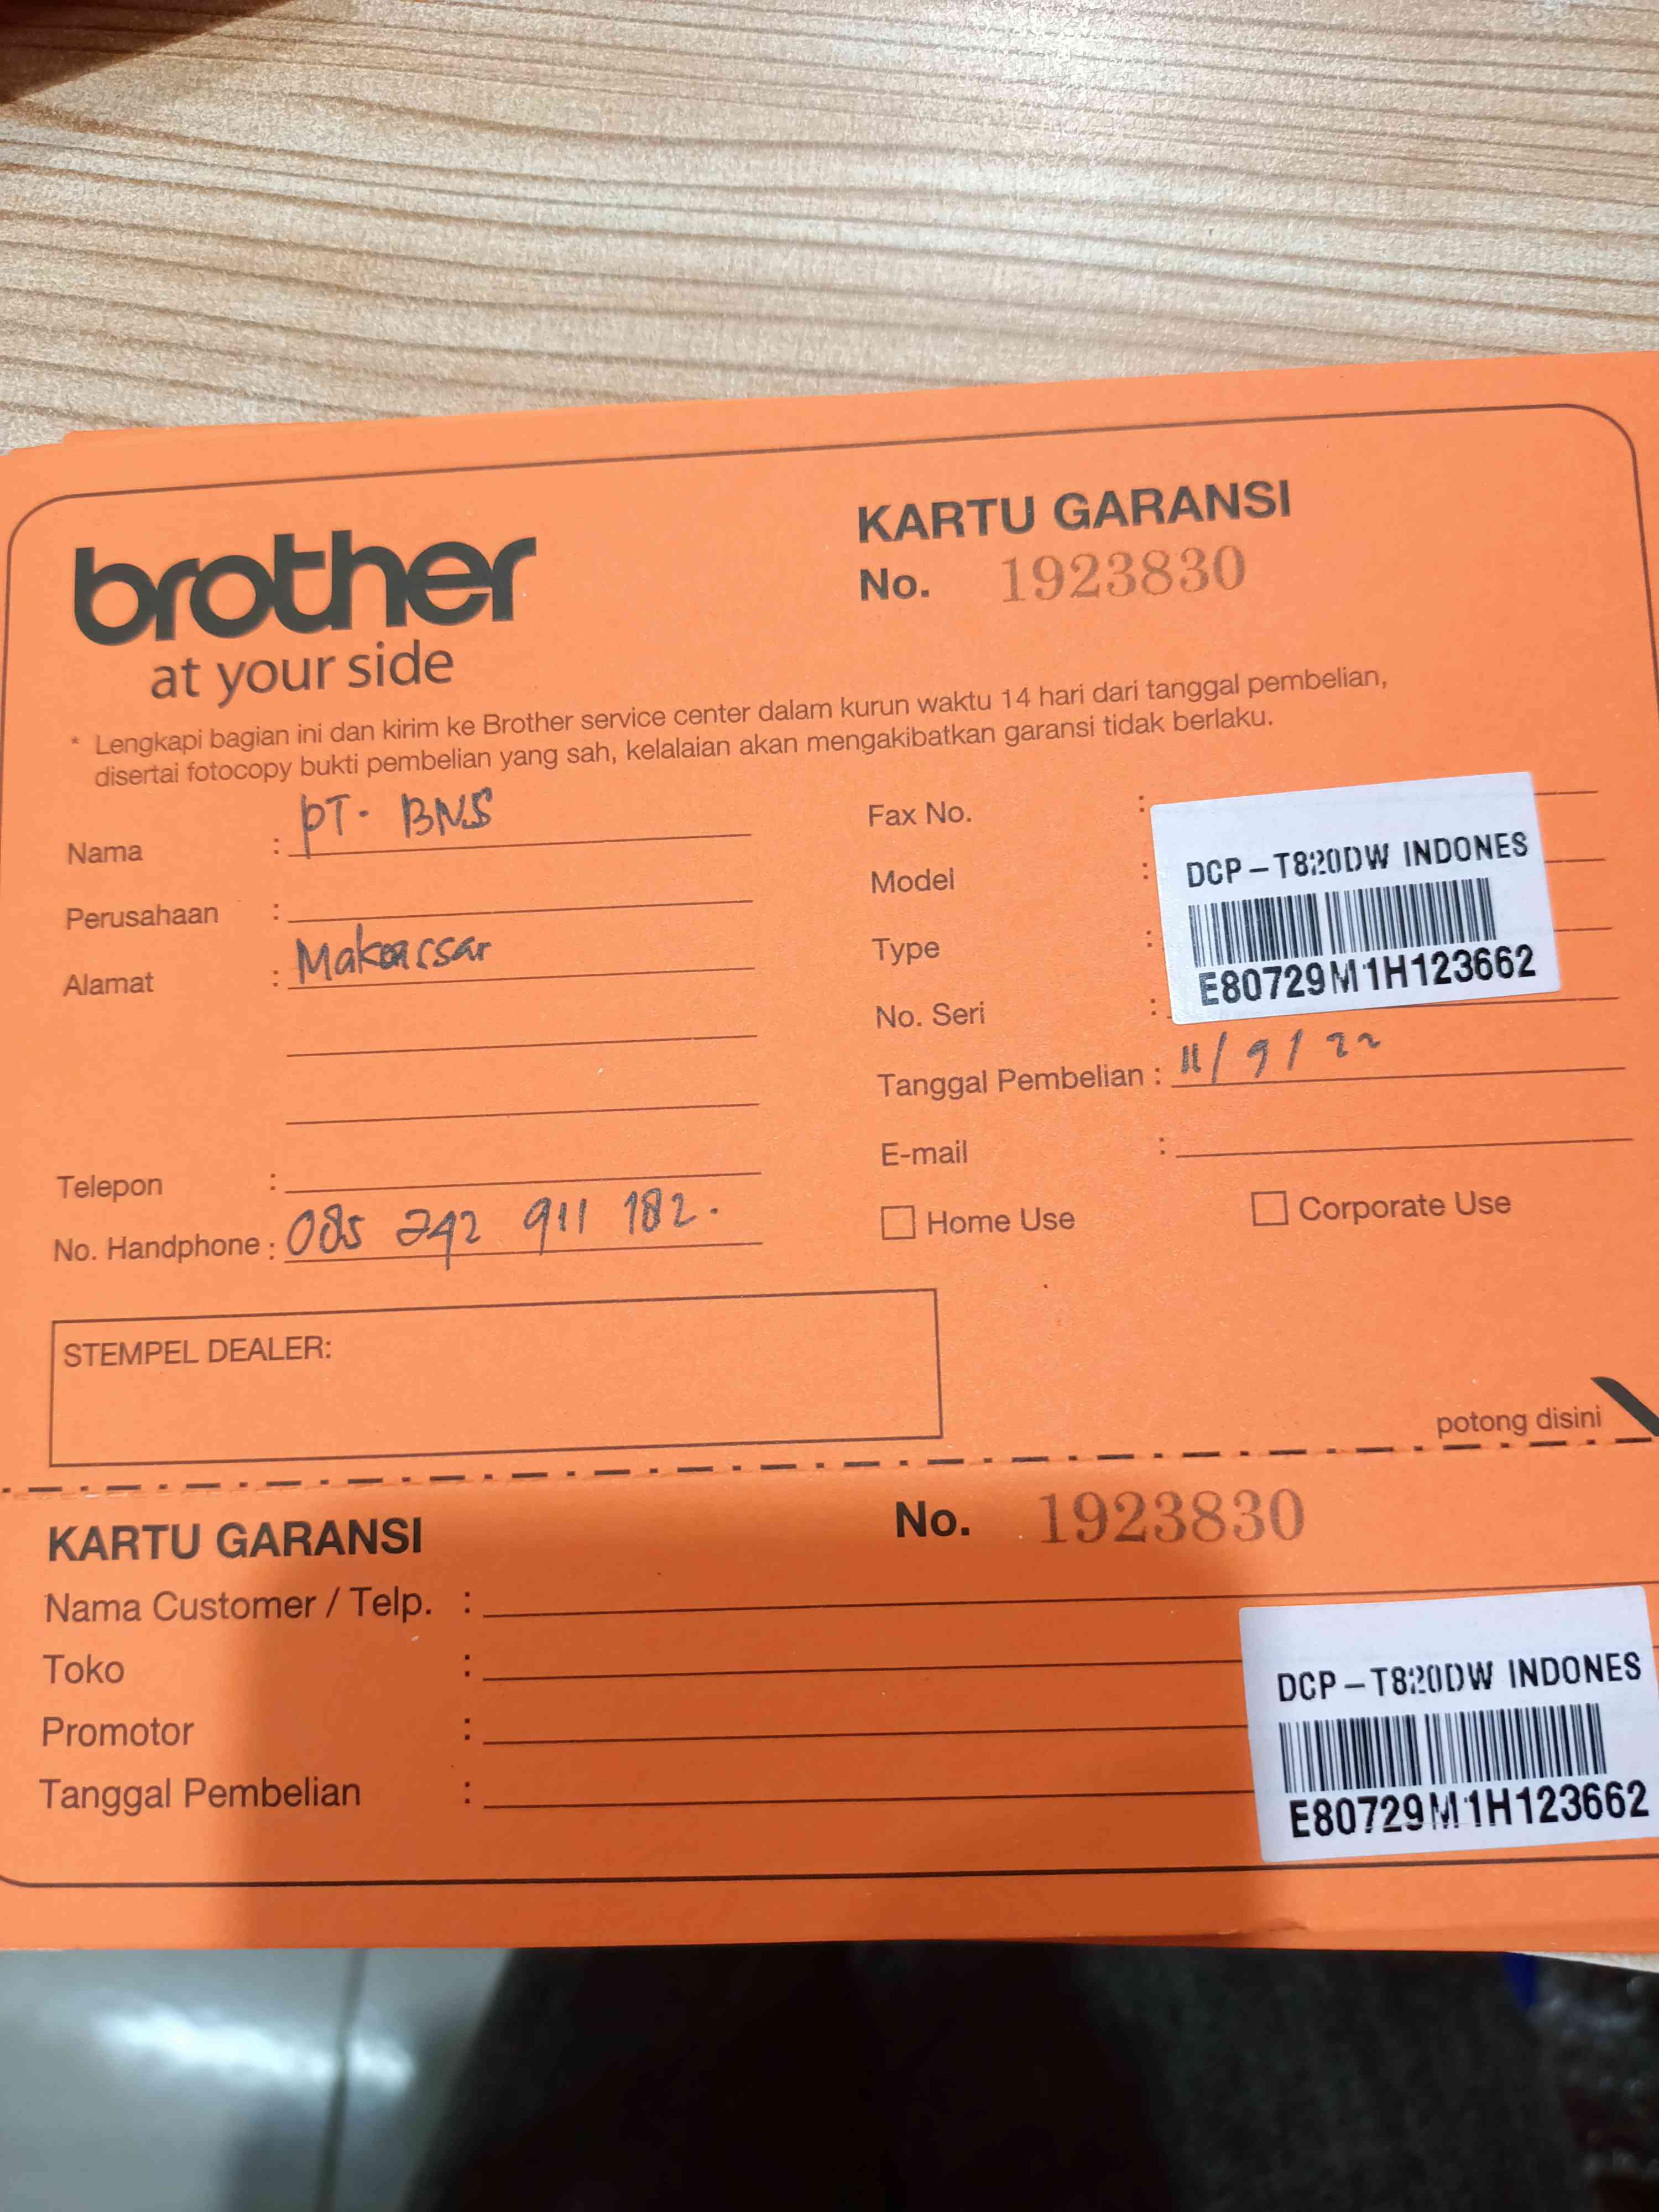 brother
at your side
KARTU GARANSI
No. 1923830
* Lengkapi bagian ini dan kirim ke Brother service center dalam kurun waktu 14 hari dari tanggal pembelian,
disertai fotocopy bukti pembelian yang sah, kelalaian akan mengakibatkan garansi tidak berlaku.
Nama : PT. BNS
Perusahaan :
Alamat : Makassar
Telepon :
No. Handphone : 085 242 911 182.
Fax No. :
Model :
Type :
No. Seri :
DCP-T820DW INDONES
E80729M1H123662
Tanggal Pembelian : 11/9/22
E-mail :
Home Use
Corporate Use
STEMPEL DEALER:
potong disini
KARTU GARANSI
No. 1923830
Nama Customer / Telp. :
Toko :
Promotor :
Tanggal Pembelian :
DCP-T820DW INDONES
E80729M1H123662